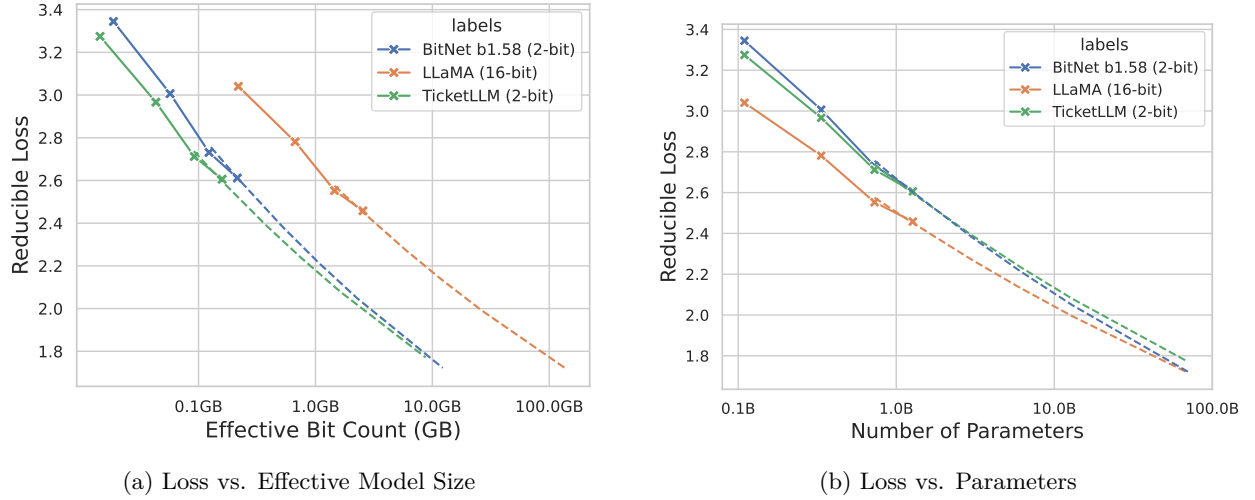 3.4
3.2
3.0
2.8
2.6
2.4
2.2
2.0
1.8
Reducible Loss
labels
BitNet b1.58 (2-bit)
LLaMA (16-bit)
TicketLLM (2-bit)
0.1GB
1.0GB
10.0GB
100.0GB
Effective Bit Count (GB)
(a) Loss vs. Effective Model Size
3.4
3.2
3.0
2.8
2.6
2.4
2.2
2.0
1.8
Reducible Loss
labels
BitNet b1.58 (2-bit)
LLaMA (16-bit)
TicketLLM (2-bit)
0.1B
1.0B
10.0B
100.0B
Number of Parameters
(b) Loss vs. Parameters